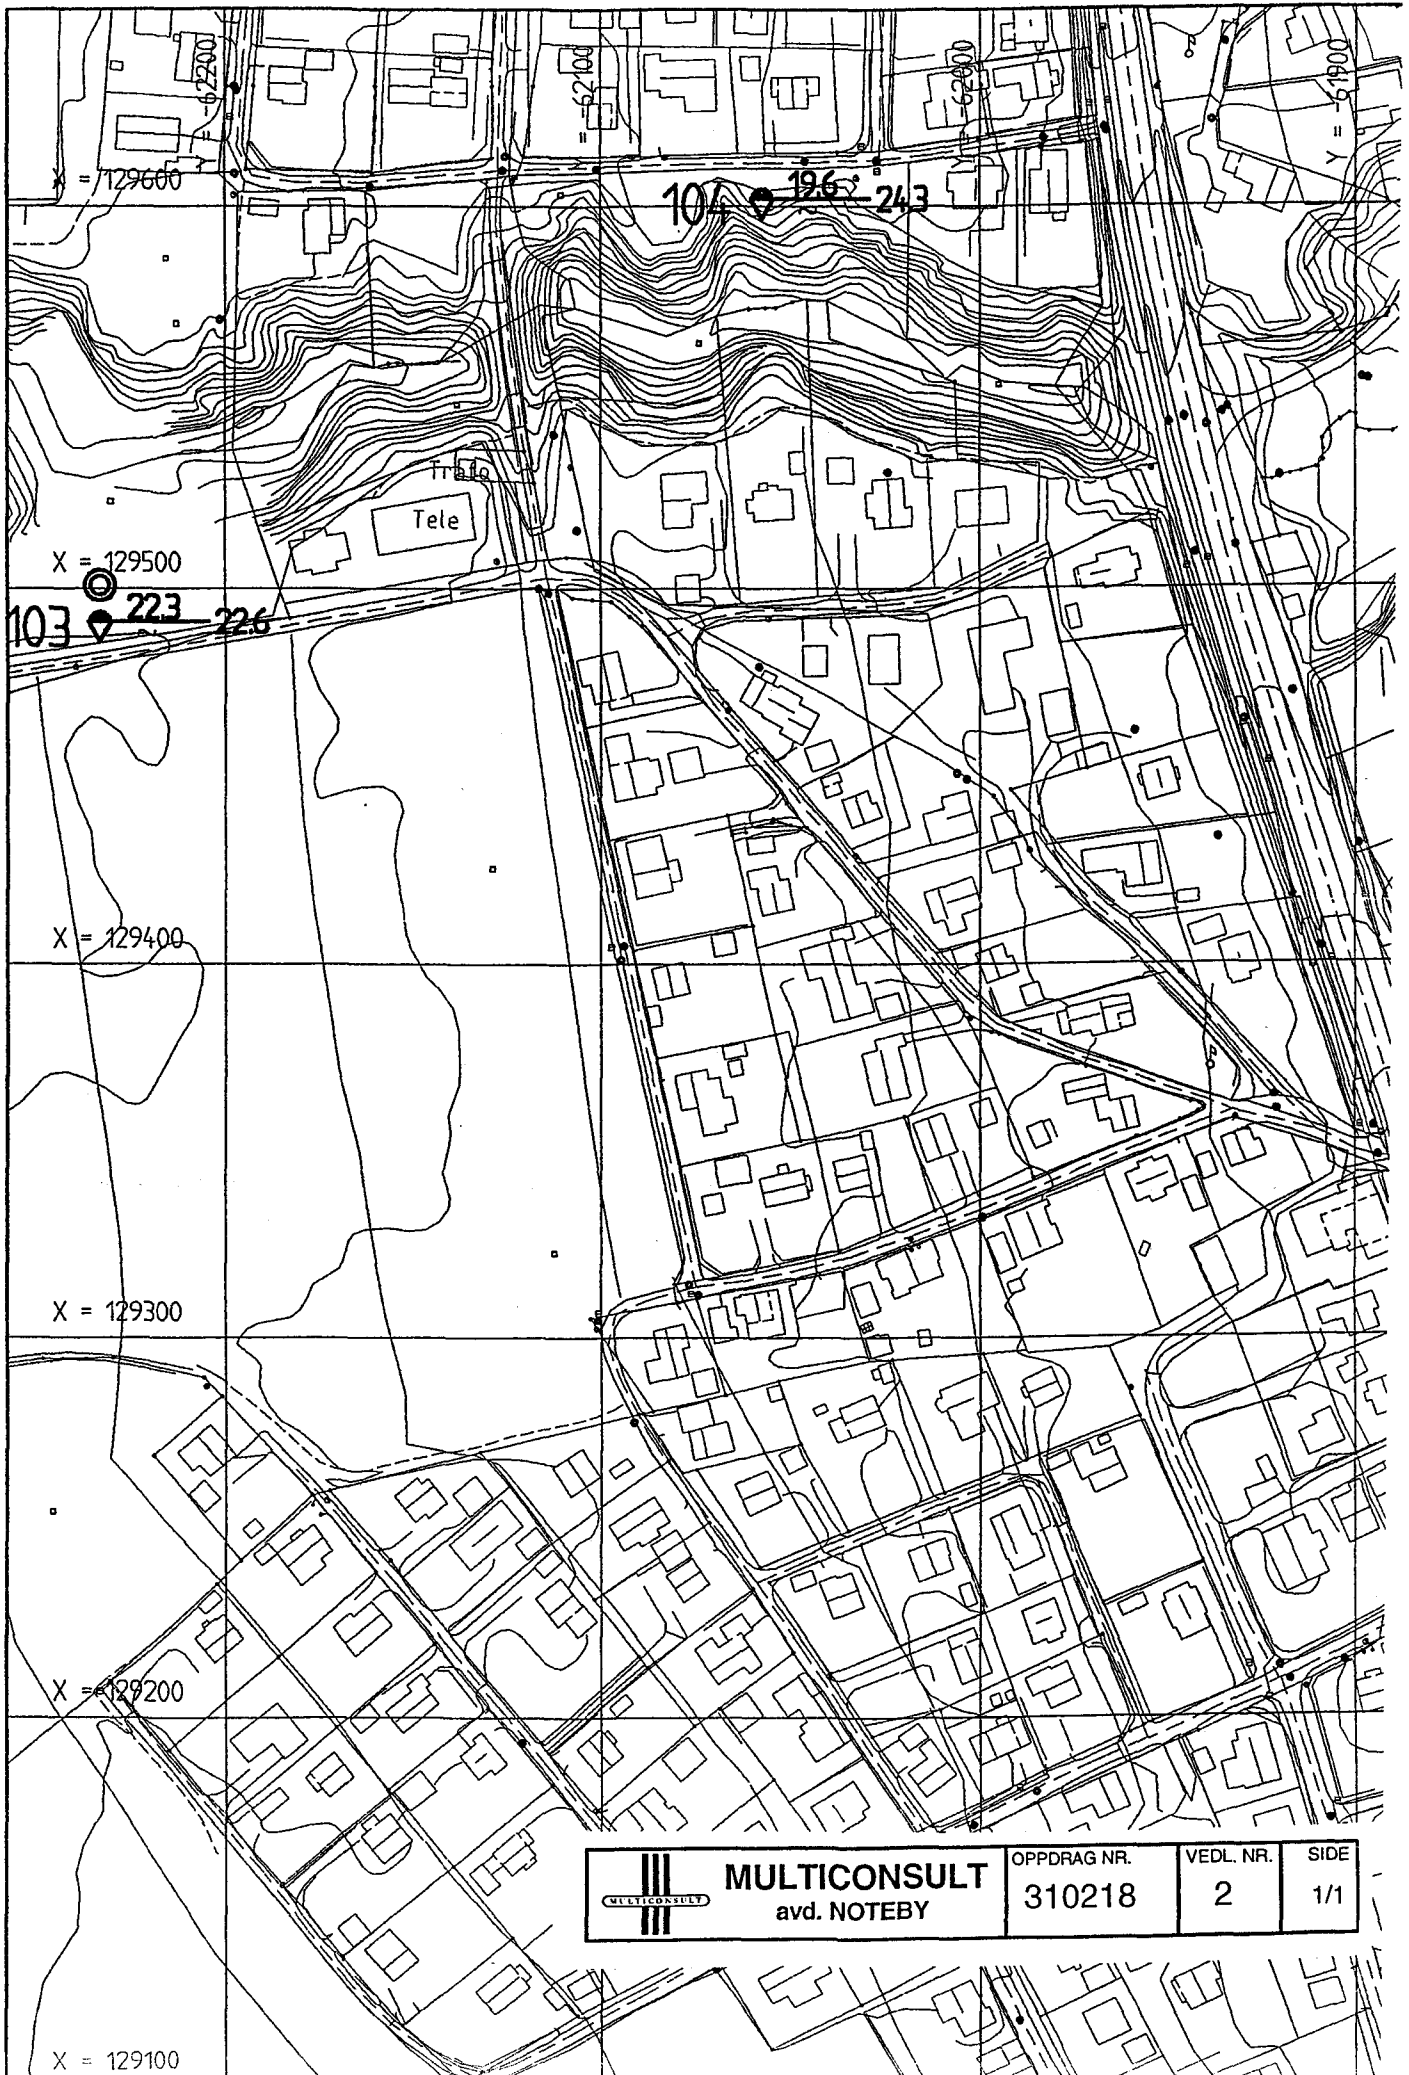 Y = -62200
= -62100
Y = -62000
Y = -61900
X = 129600
104 19.6 24.3
Trafo
Tele
X = 129500
103 22.3 22.6
X = 129400
X = 129300
X = 129200
MULTICONSULT
MULTICONSULT
avd. NOTEBY
OPPDRAG NR.
310218
VEDL. NR.
2
SIDE
1/1
X = 129100